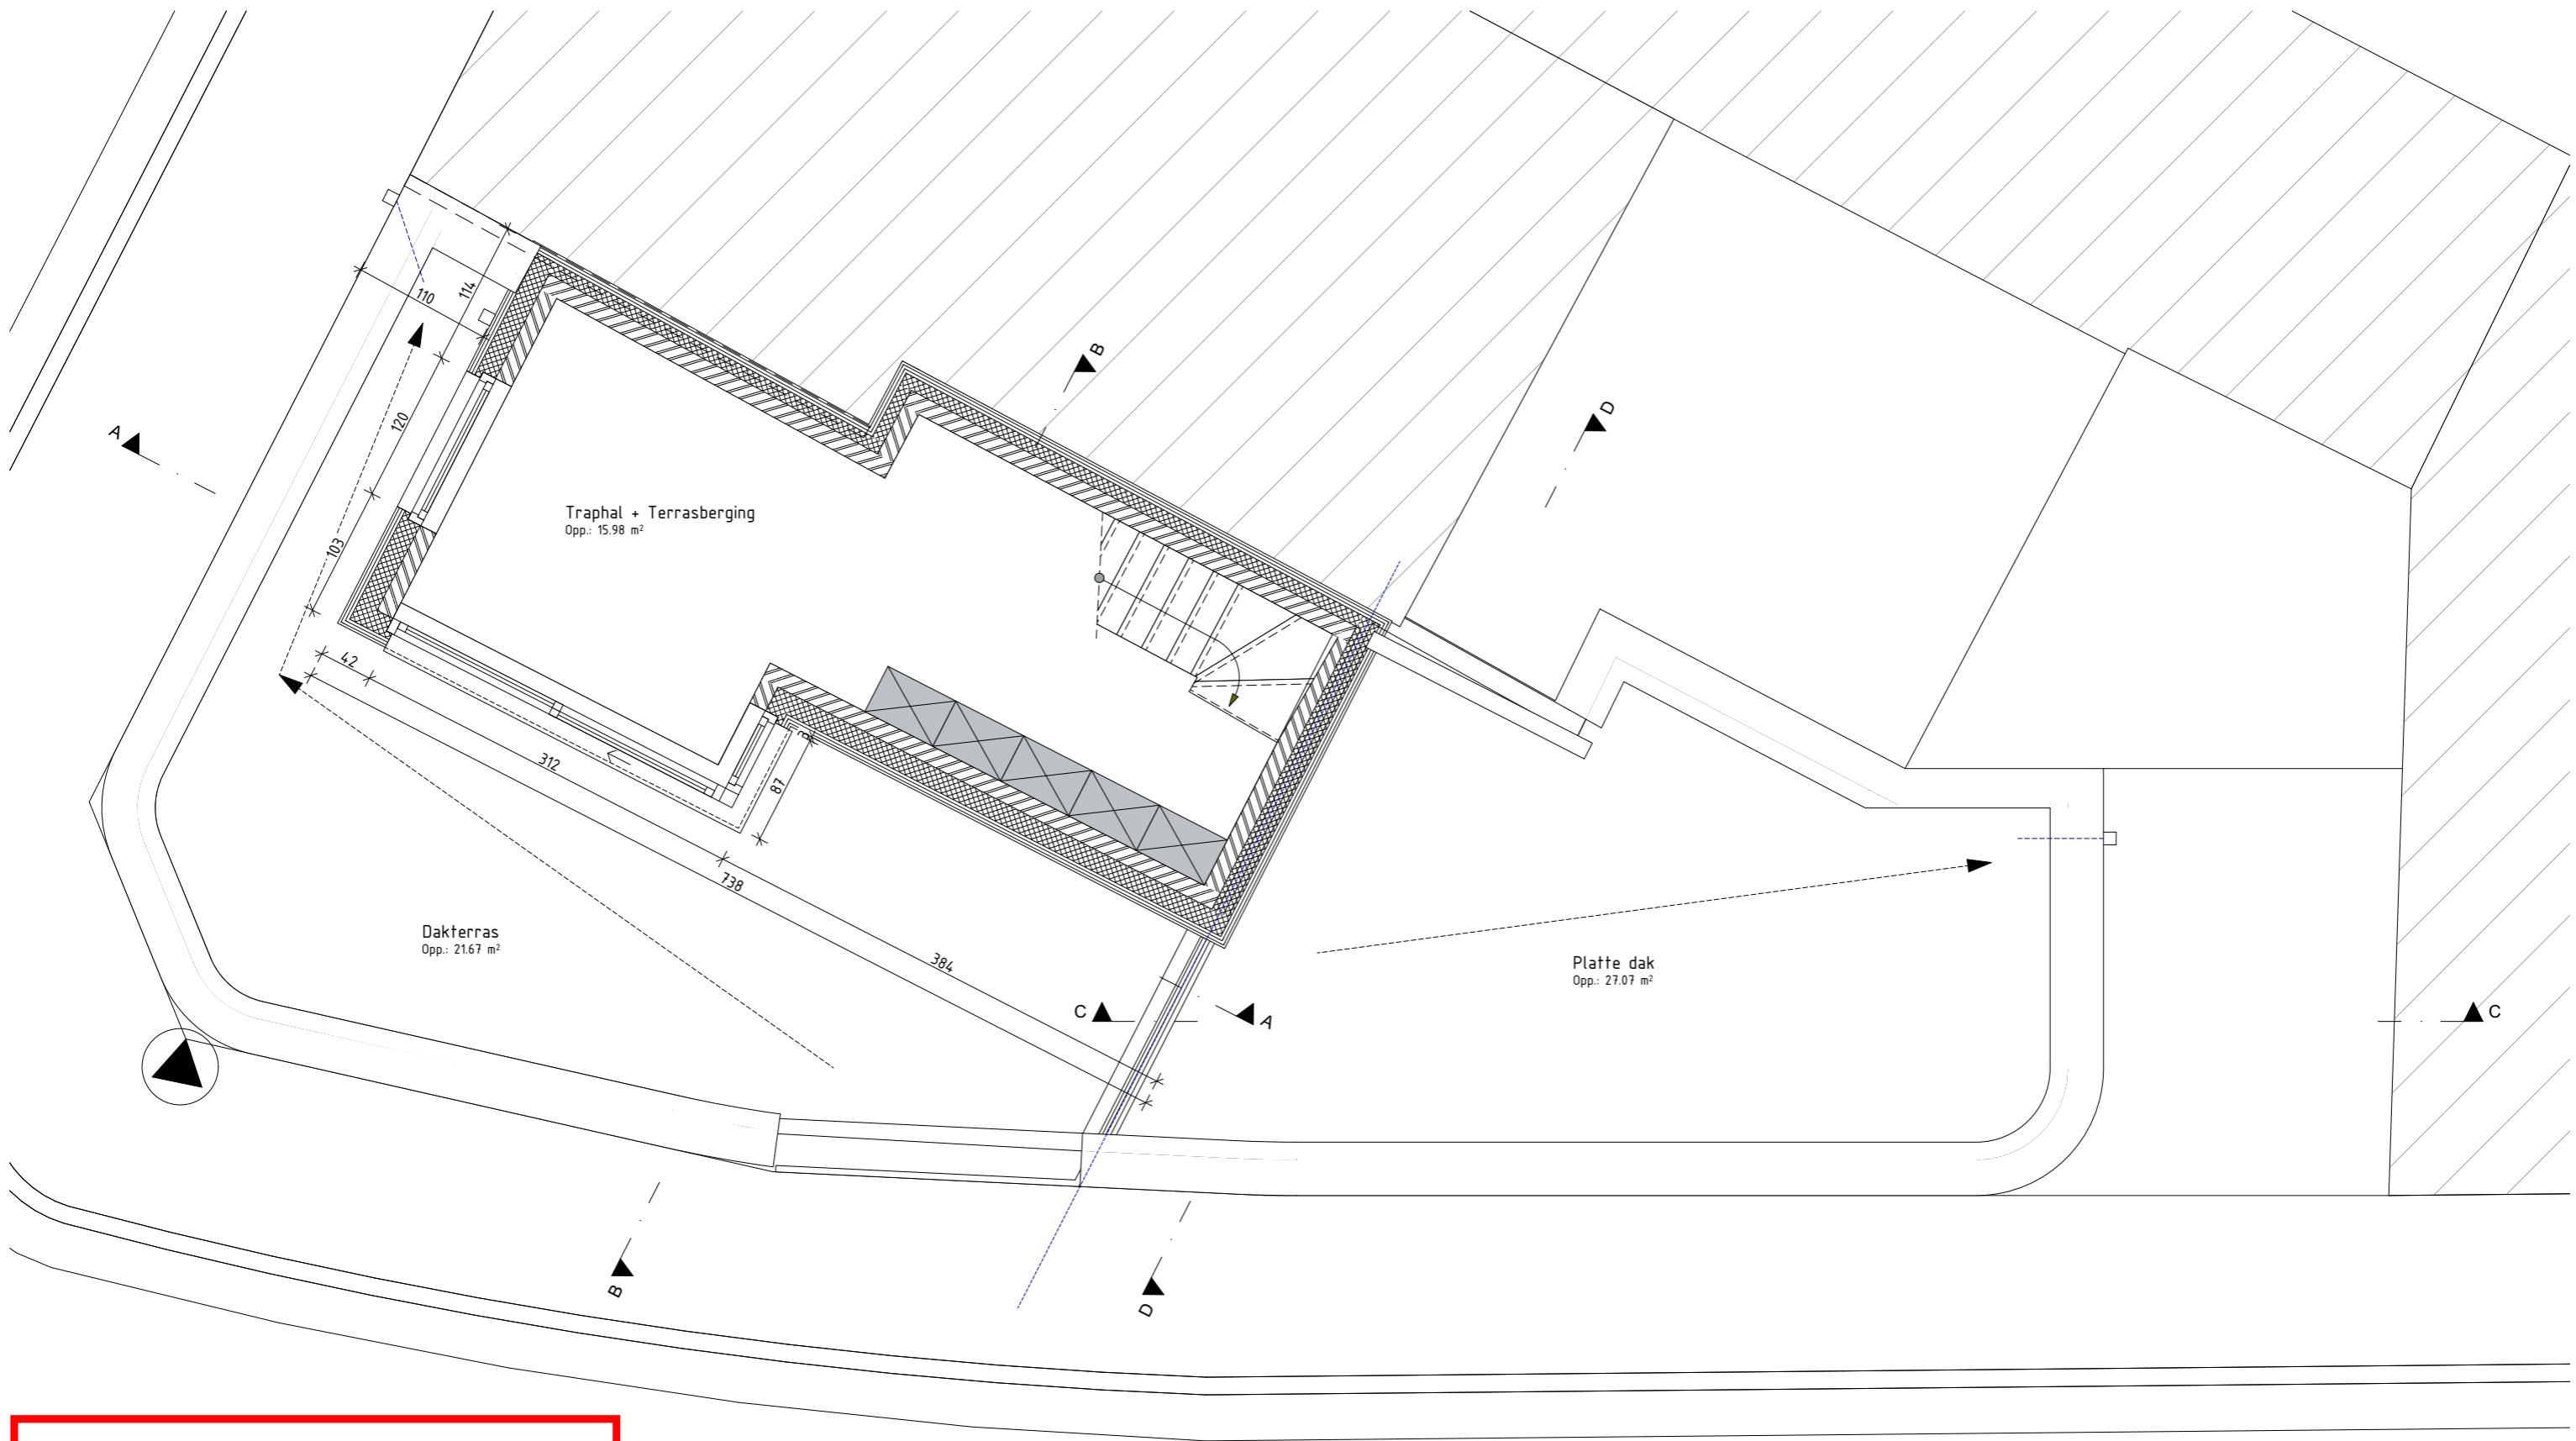 B
D
A
110
114
120
103
Traphal + Terrasberging
Opp.: 15.98 m²
42
312
87
738
384
Dakterras
Opp.: 21.67 m²
Platte dak
Opp.: 27.07 m²
C
A
C
B
D